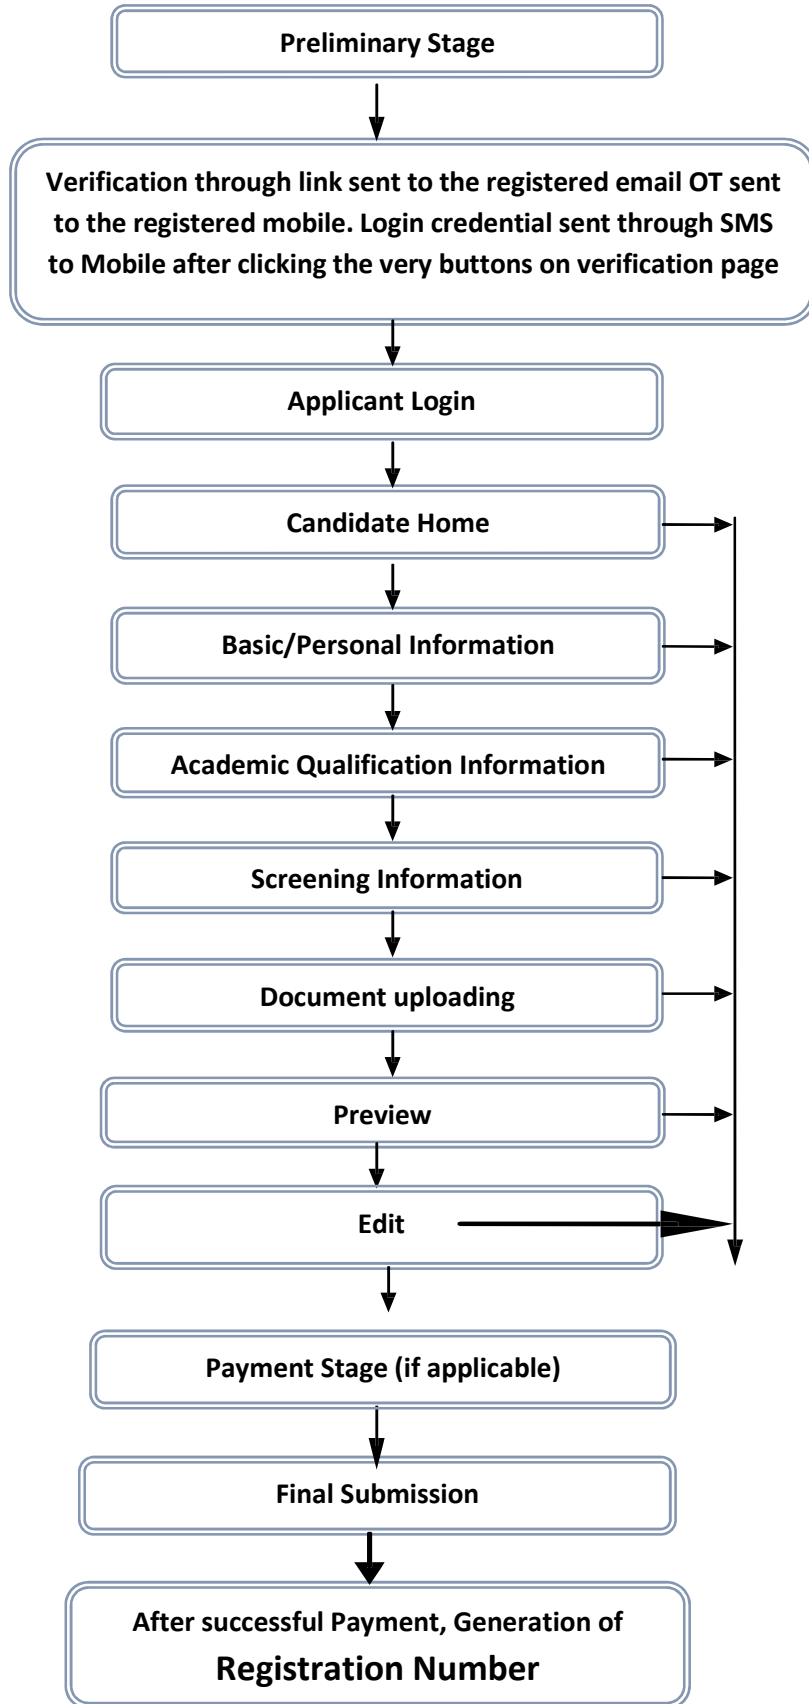 Preliminary Stage
Verification through link sent to the registered email OT sent
to the registered mobile. Login credential sent through SMS
to Mobile after clicking the very buttons on verification page
Applicant Login
Candidate Home
Basic/Personal Information
Academic Qualification Information
Screening Information
Document uploading
Preview
Edit
Payment Stage (if applicable)
Final Submission
After successful Payment, Generation of
Registration Number